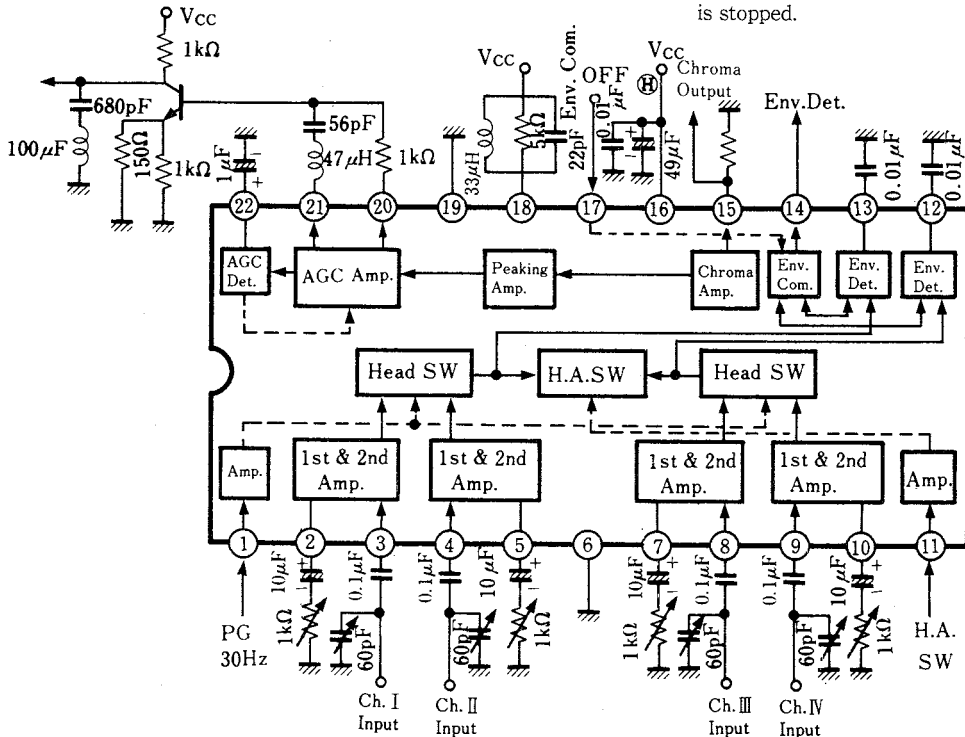 is stopped.
VCC
1kΩ
680pF
100μF
150Ω
1kΩ
1μF
−
+
56pF
47μH
1kΩ
33μH
VCC
5kΩ
22pF
Env. Com.
OFF
0.01
μF
VCC
Ⓗ
+
−
49μF
Chroma
Output
Env.Det.
0.01μF
0.01μF
22
21
20
19
18
17
16
15
14
13
12
AGC
Det.
AGC Amp.
Peaking
Amp.
Chroma
Amp.
Env.
Com.
Env.
Det.
Env.
Det.
Head SW
H.A.SW
Head SW
Amp.
1st & 2nd
Amp.
1st & 2nd
Amp.
1st & 2nd
Amp.
1st & 2nd
Amp.
Amp.
1
2
3
4
5
6
7
8
9
10
11
10μF
+
−
0.1μF
0.1μF
10μF
+
−
10μF
+
−
0.1μF
0.1μF
10μF
+
−
PG
30Hz
1kΩ
60pF
60pF
1kΩ
1kΩ
60pF
60pF
1kΩ
H.A.
SW
Ch. I
Input
Ch. II
Input
Ch. III
Input
Ch. IV
Input